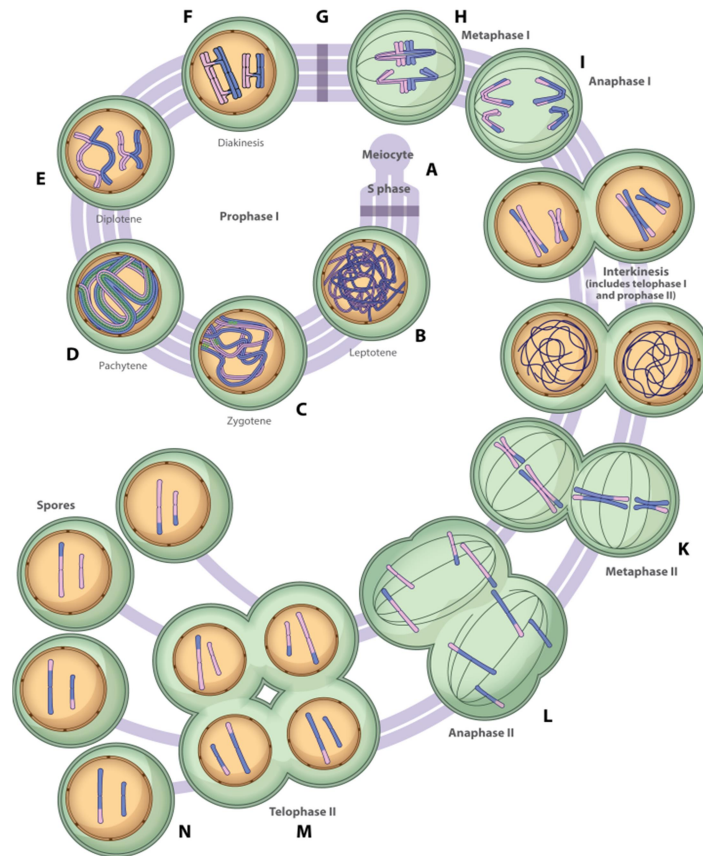 F
G
H
Metaphase I
I
Anaphase I
Diakinesis
Meiocyte
A
S phase
E
Diplotene
Prophase I
Interkinesis
(includes telophase I
and prophase II)
D
Pachytene
B
Leptotene
C
Zygotene
Spores
K
Metaphase II
L
Anaphase II
Telophase II
N
M